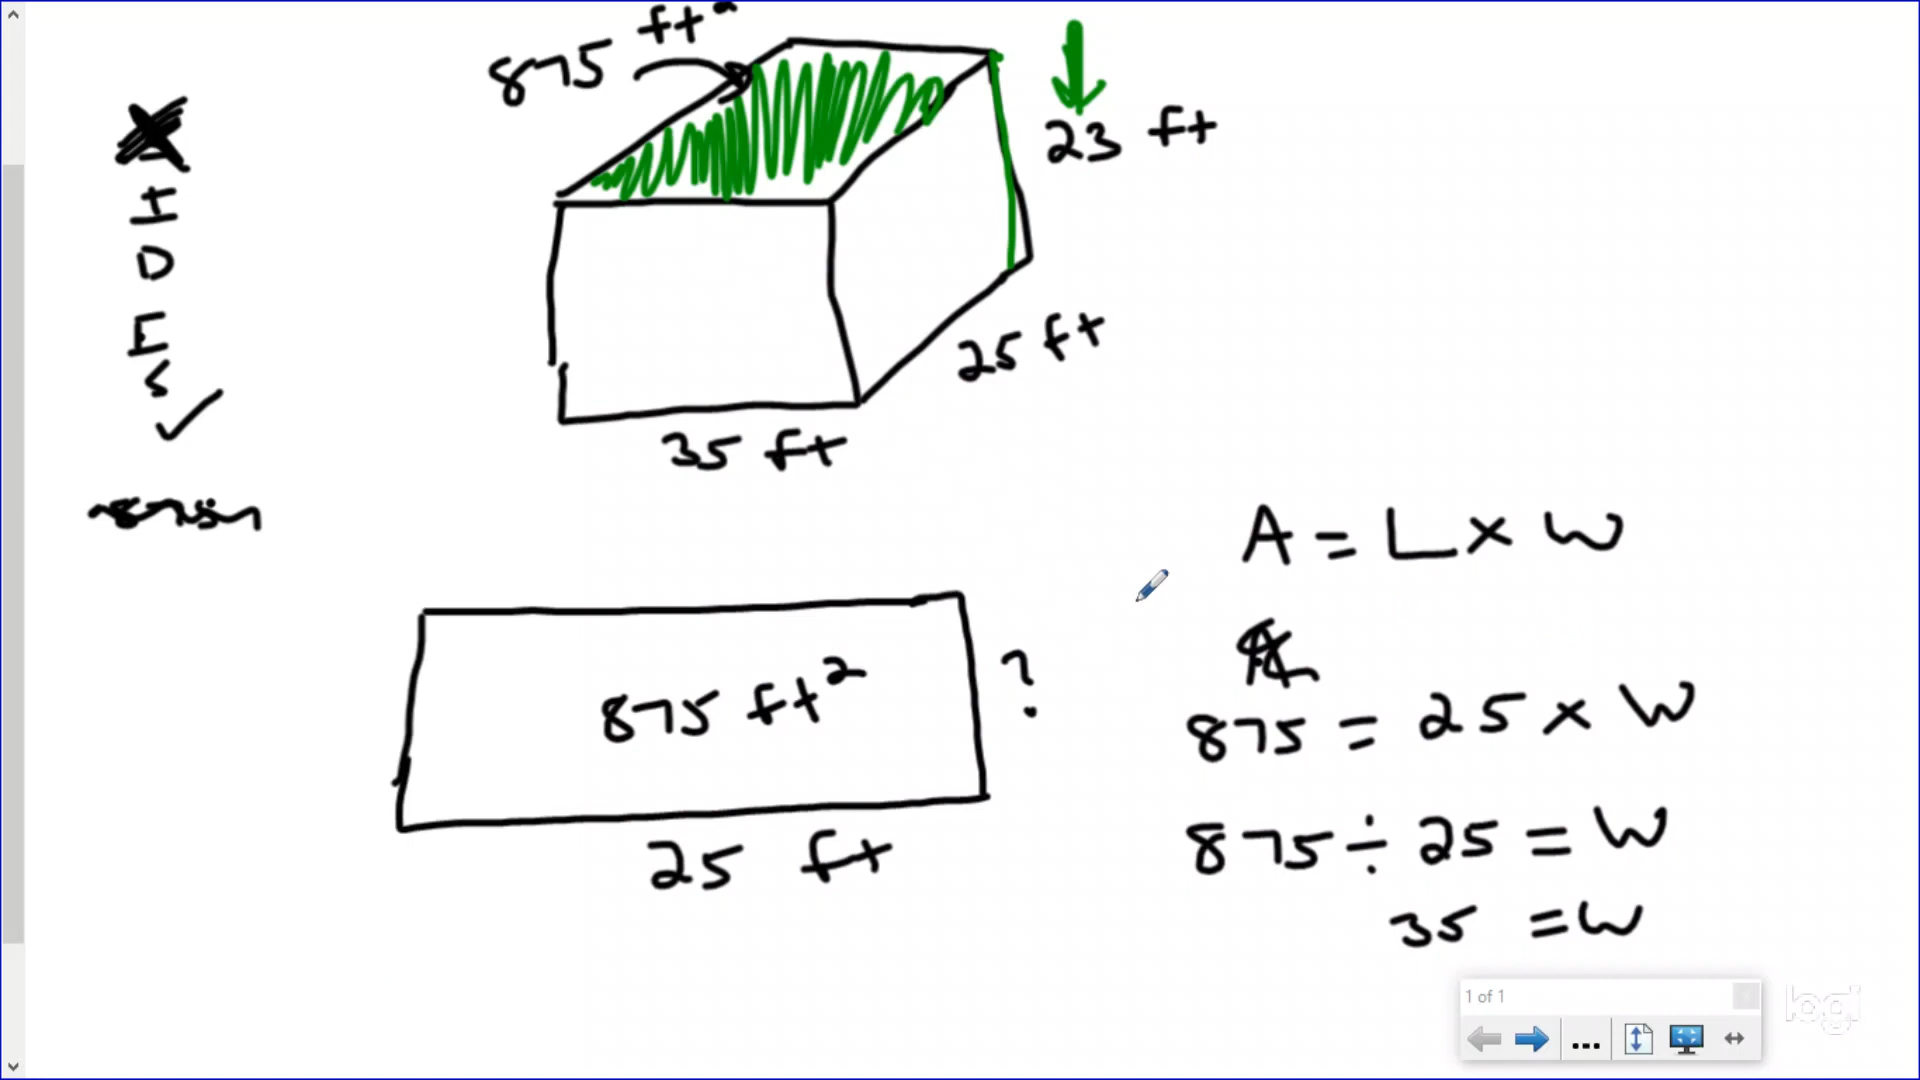 875 ft²
23 ft
I
D
E
S
25 ft
35 ft
A = L x W
875 ft²
?
875 = 25 x W
25 ft
875 ÷ 25 = W
35 = W
1 of 1
logi